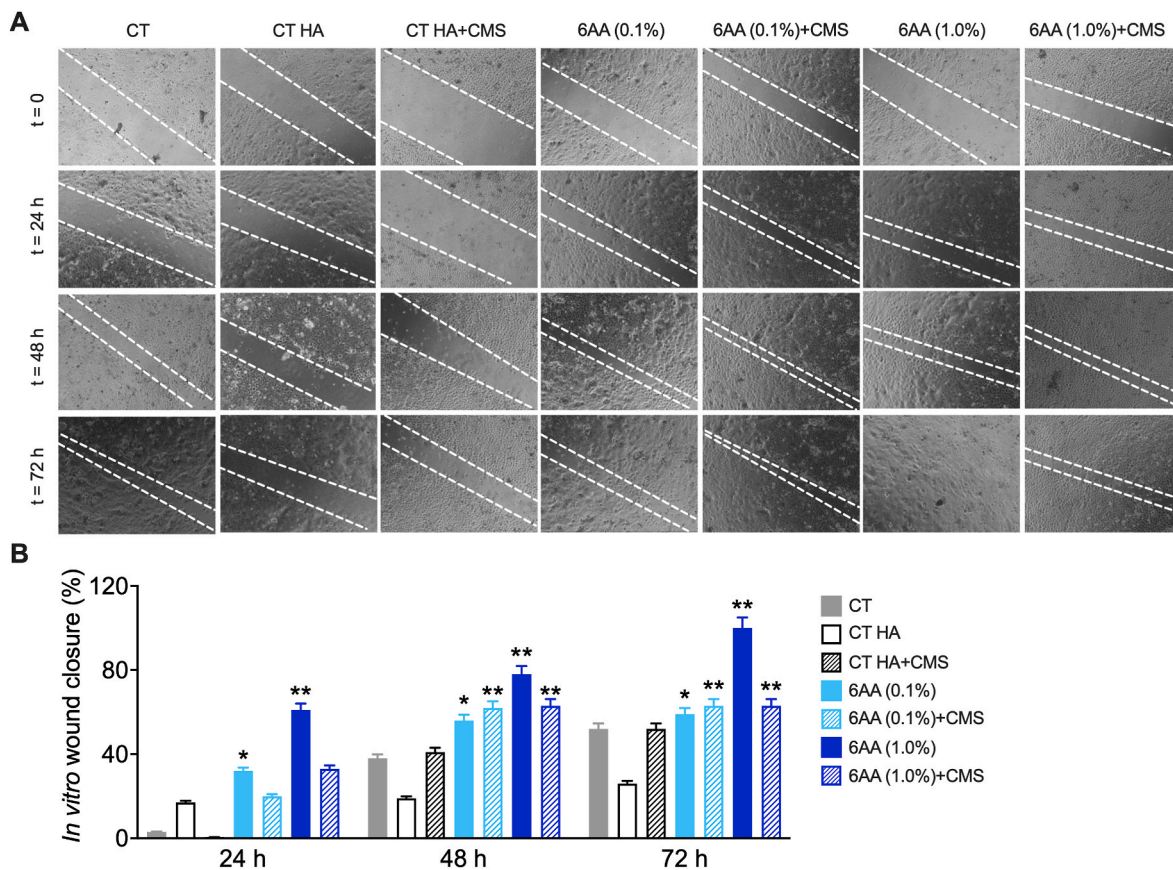 A
CT CT HA CT HA+CMS 6AA (0.1%) 6AA (0.1%)+CMS 6AA (1.0%) 6AA (1.0%)+CMS
t = 0
t = 24 h
t = 48 h
t = 72 h
B
In vitro wound closure (%)
120
80
40
0
* **
* ** ** **
* ** ** **
24 h 48 h 72 h
CT
CT HA
CT HA+CMS
6AA (0.1%)
6AA (0.1%)+CMS
6AA (1.0%)
6AA (1.0%)+CMS